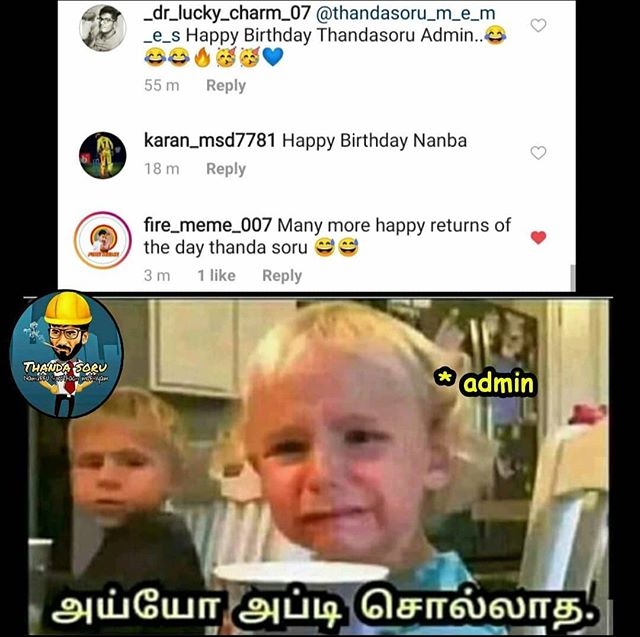 _dr_lucky_charm_07 @thandasoru_m_e_m
_e_s Happy Birthday Thandasoru Admin..😂
😂😂🔥🥳🥳💙
55 m Reply
karan_msd7781 Happy Birthday Nanba
18 m Reply
fire_meme_007 Many more happy returns of
the day thanda soru 😅😅
3 m 1 like Reply
THANDA SORU
* admin
அய்யோ அப்டி சொல்லாத.